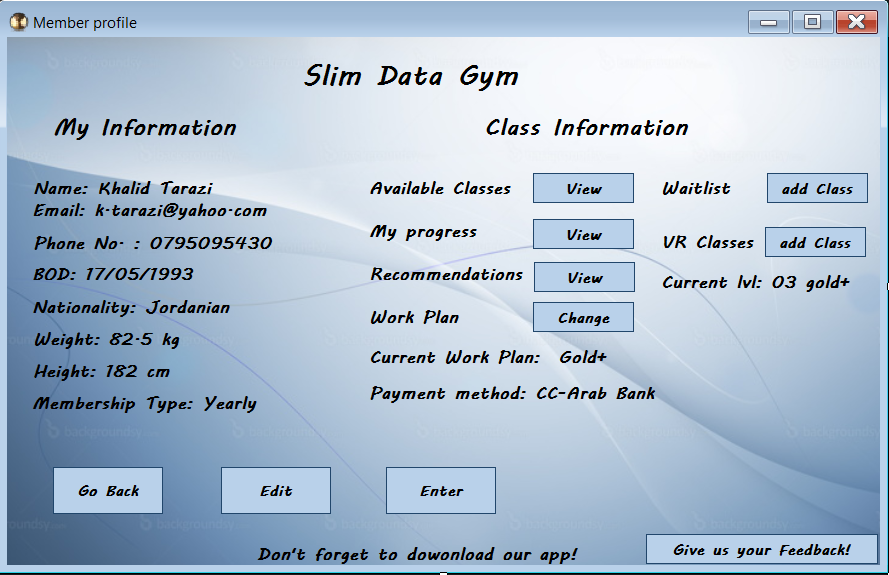 Member profile
Slim Data Gym
My Information
Name: Khalid Tarazi
Email: k.tarazi@yahoo.com
Phone No. : 0795095430
BOD: 17/05/1993
Nationality: Jordanian
Weight: 82.5 kg
Height: 182 cm
Membership Type: Yearly
Class Information
Available Classes View
My progress View
Recommendations View
Work Plan Change
Current Work Plan: Gold+
Payment method: CC-Arab Bank
Waitlist add Class
VR Classes add Class
Current lvl: 03 gold+
Go Back Edit Enter
Don't forget to dowonload our app!
Give us your Feedback!
backgroundsy
backgroundsy
backgroundsy.com